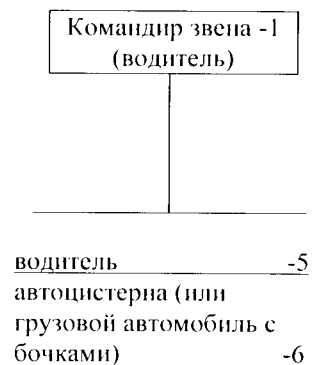 Командир звена -1
(водитель)
водитель -5
автоцистерна (или
грузовой автомобиль с
бочками) -6